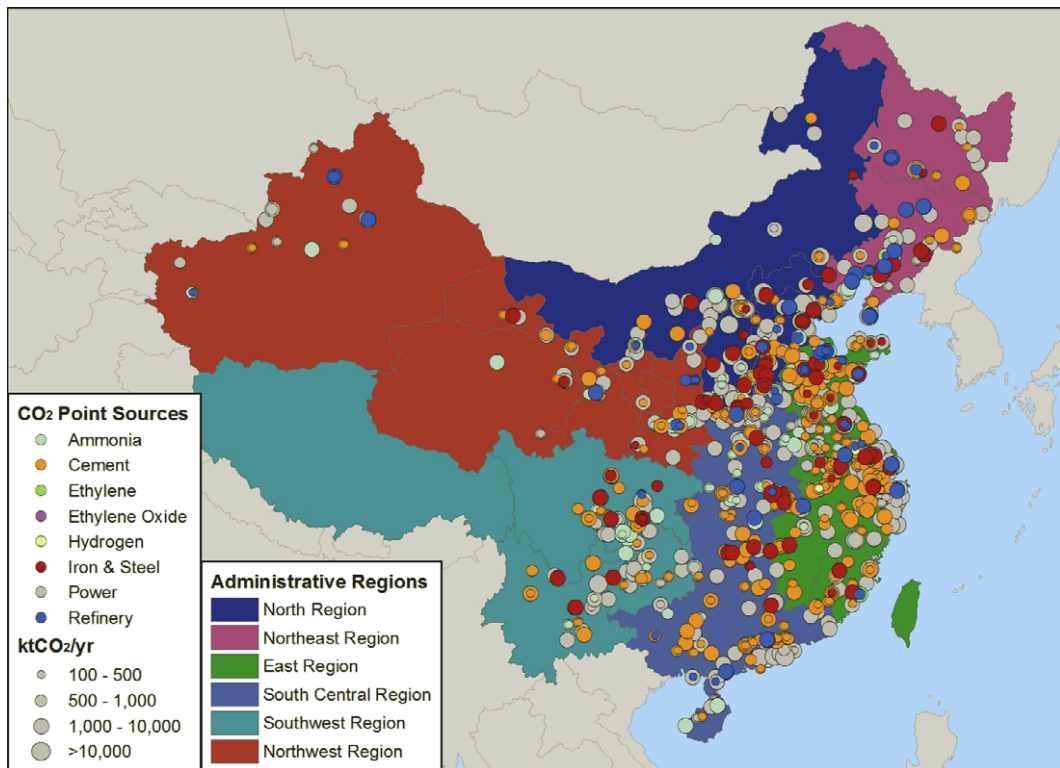 CO2 Point Sources
Ammonia
Cement
Ethylene
Ethylene Oxide
Hydrogen
Iron & Steel
Power
Refinery
ktCO2/yr
100 - 500
500 - 1,000
1,000 - 10,000
>10,000
Administrative Regions
North Region
Northeast Region
East Region
South Central Region
Southwest Region
Northwest Region